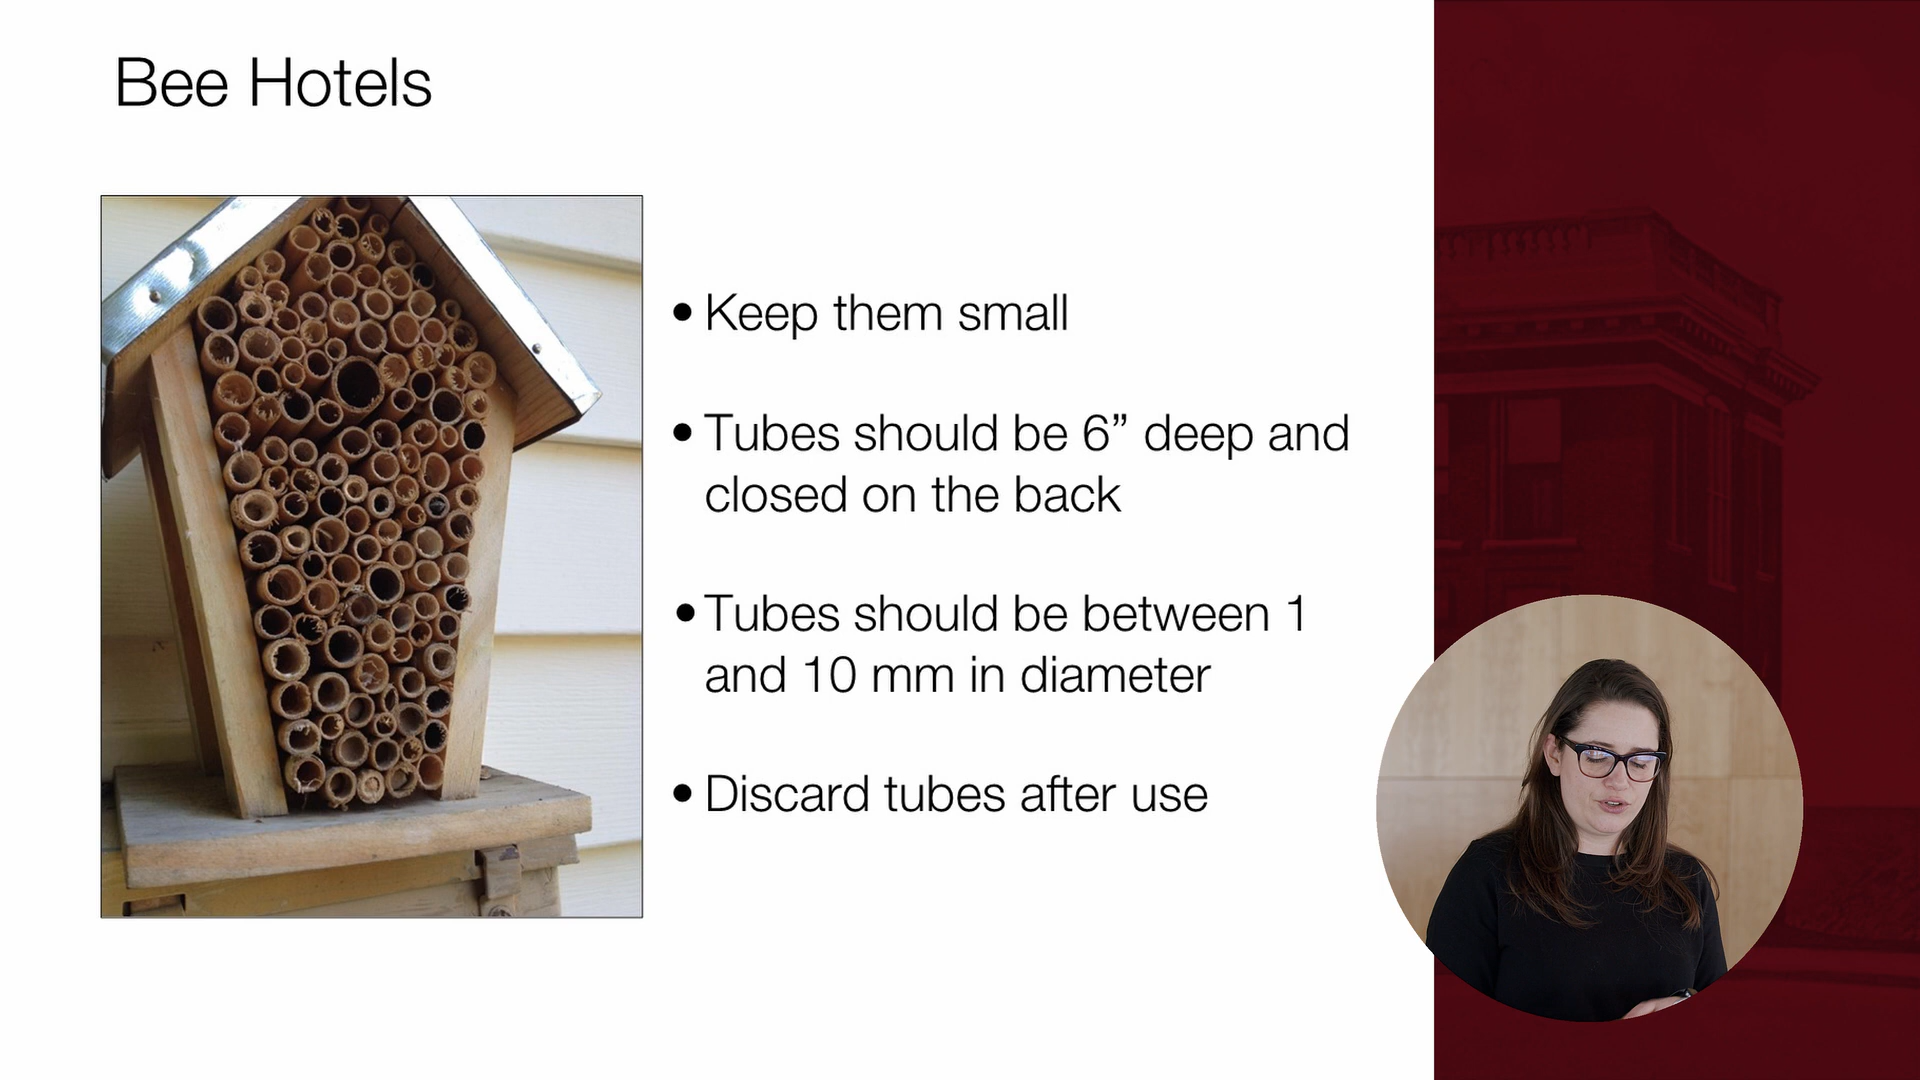 Bee Hotels
• Keep them small
• Tubes should be 6” deep and
closed on the back
• Tubes should be between 1
and 10 mm in diameter
• Discard tubes after use